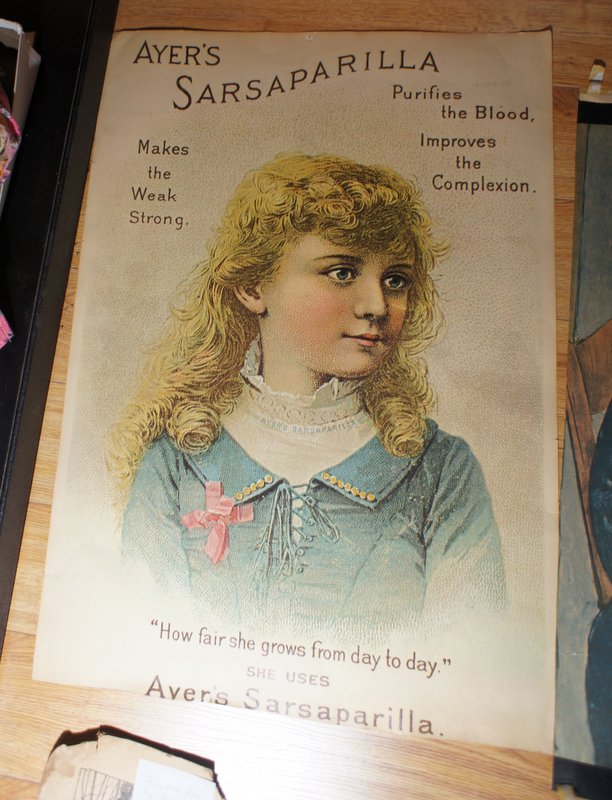 AYER'S
SARSAPARILLA
Purifies
the Blood,
Improves
the
Complexion.
Makes
the
Weak
Strong.
AYER'S SARSAPARILLA
"How fair she grows from day to day."
SHE USES
Ayer's Sarsaparilla.